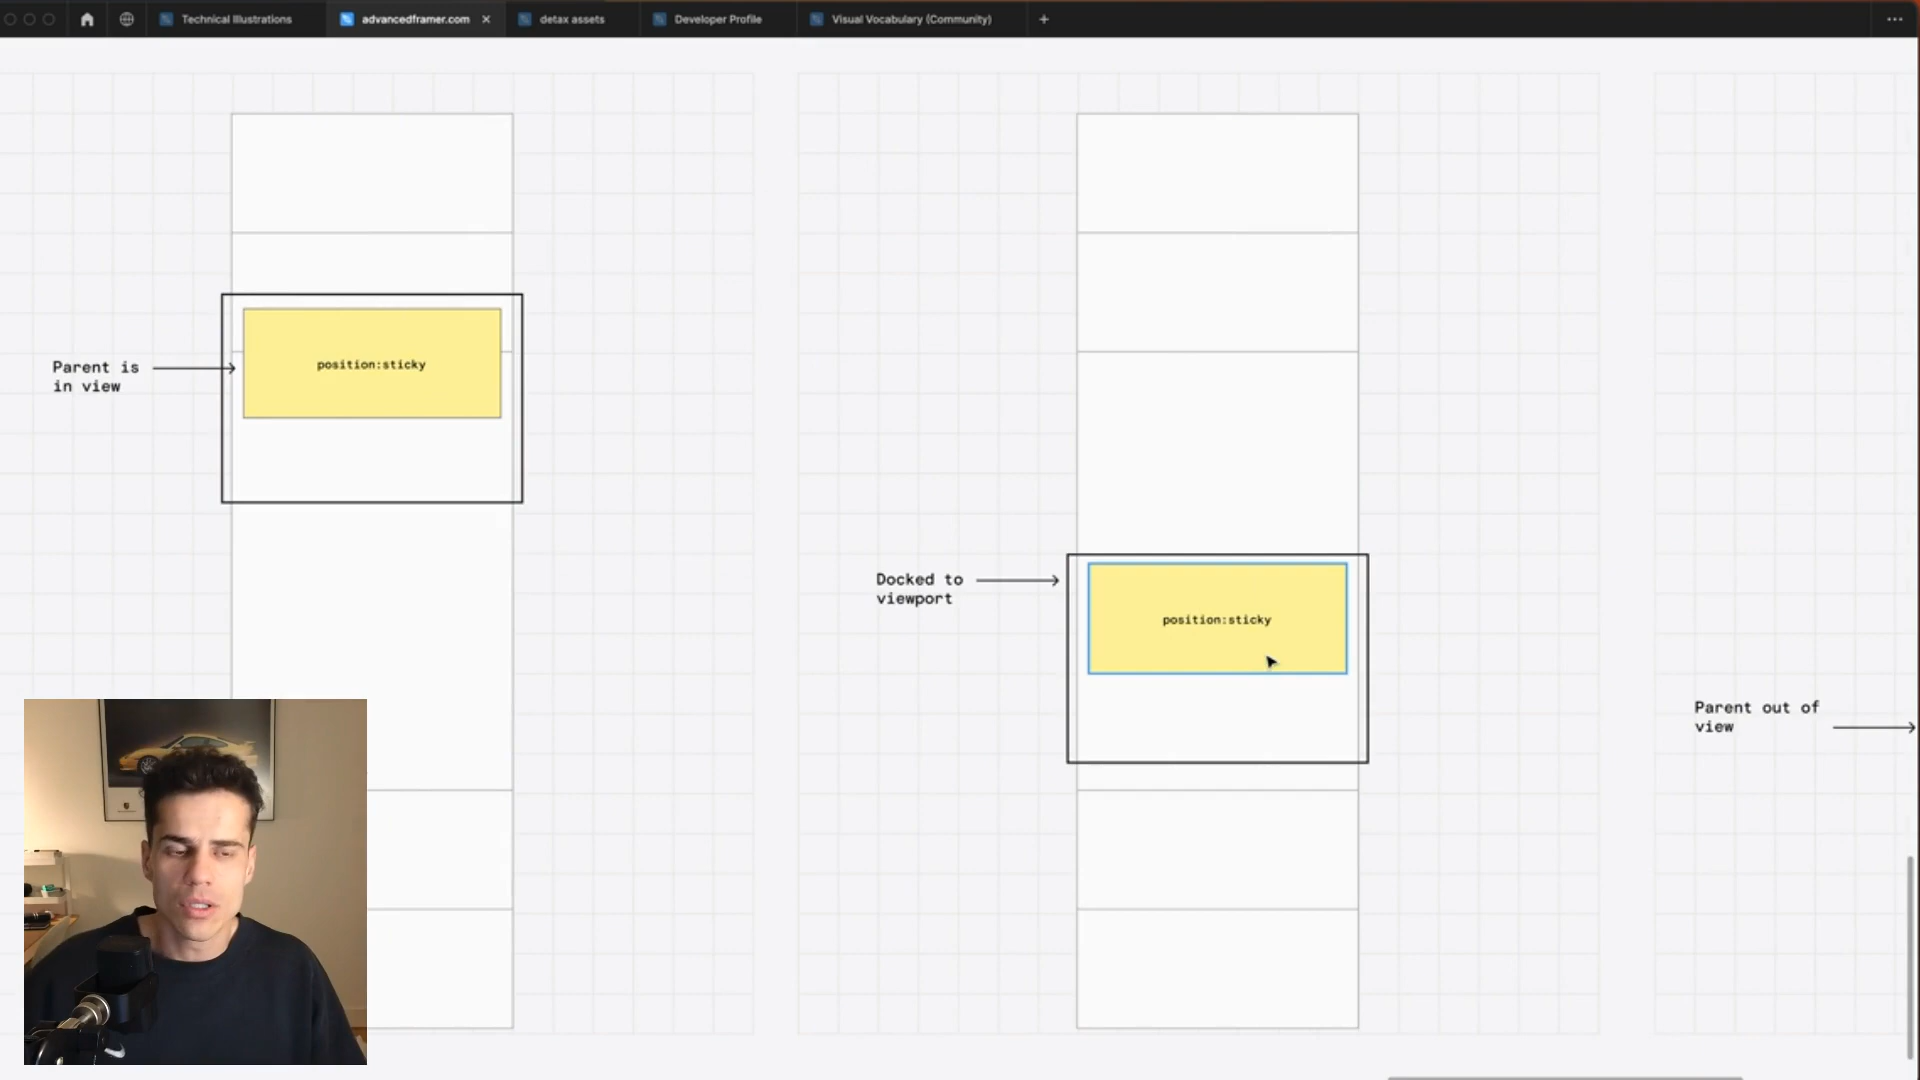 Technical Illustrations
advancedframer.com
detax assets
Developer Profile
Visual Vocabulary (Community)
position:sticky
Parent is
in view
Docked to
viewport
position:sticky
Parent out of
view